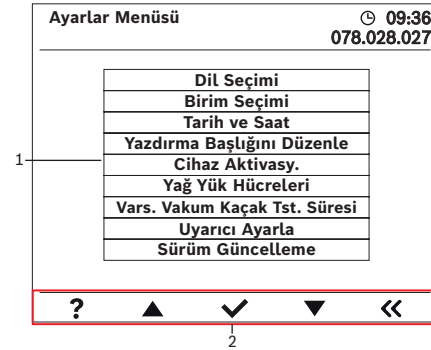 Ayarlar Menüsü
09:36
078.028.027
Dil Seçimi
Birim Seçimi
Tarih ve Saat
Yazdırma Başlığını Düzenle
1
Cihaz Aktivasy.
Yağ Yük Hücreleri
Vars. Vakum Kaçak Tst. Süresi
Uyarıcı Ayarla
Sürüm Güncelleme
?
2